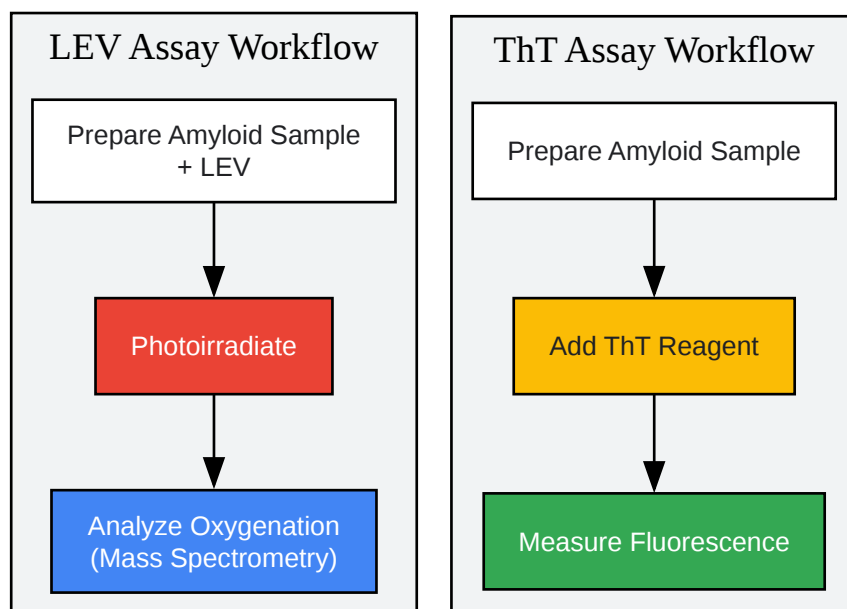 LEV Assay Workflow
Prepare Amyloid Sample
+ LEV
Photoirradiate
Analyze Oxygenation
(Mass Spectrometry)
ThT Assay Workflow
Prepare Amyloid Sample
Add ThT Reagent
Measure Fluorescence